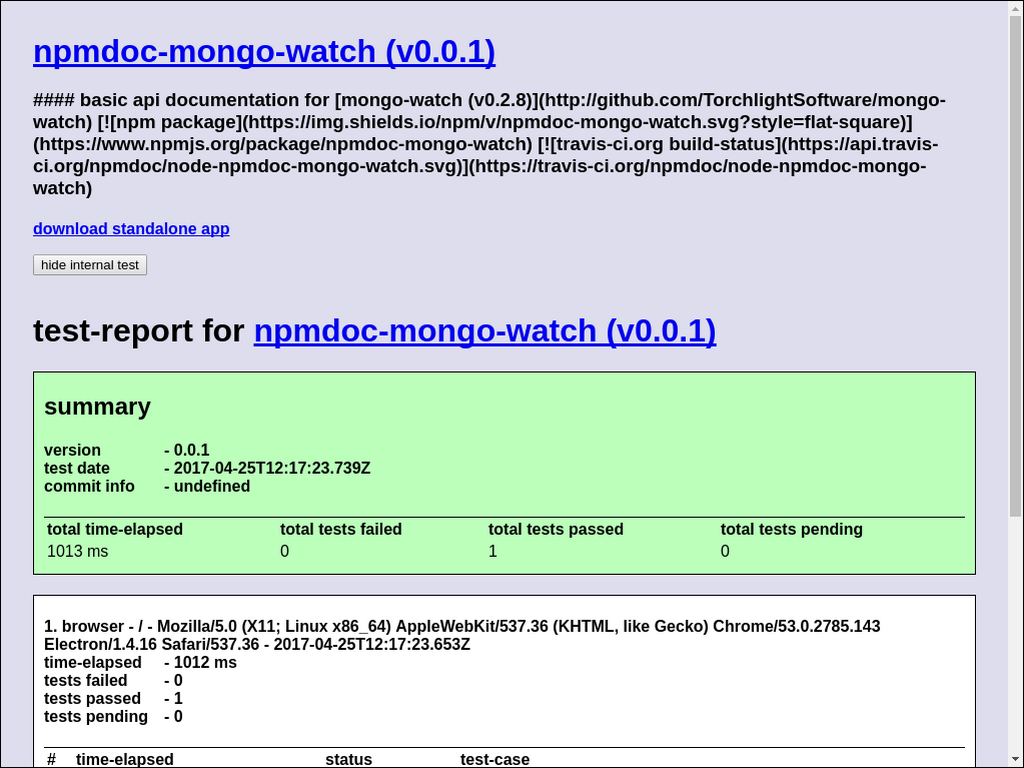 npmdoc-mongo-watch (v0.0.1)
#### basic api documentation for [mongo-watch (v0.2.8)](http://github.com/TorchlightSoftware/mongo-
watch) [![npm package](https://img.shields.io/npm/v/npmdoc-mongo-watch.svg?style=flat-square)]
(https://www.npmjs.org/package/npmdoc-mongo-watch) [![travis-ci.org build-status](https://api.travis-
ci.org/npmdoc/node-npmdoc-mongo-watch.svg)](https://travis-ci.org/npmdoc/node-npmdoc-mongo-
watch)
download standalone app
hide internal test
test-report for npmdoc-mongo-watch (v0.0.1)
summary
version - 0.0.1
test date - 2017-04-25T12:17:23.739Z
commit info - undefined
total time-elapsed total tests failed total tests passed total tests pending
1013 ms 0 1 0
1. browser - / - Mozilla/5.0 (X11; Linux x86_64) AppleWebKit/537.36 (KHTML, like Gecko) Chrome/53.0.2785.143
Electron/1.4.16 Safari/537.36 - 2017-04-25T12:17:23.653Z
time-elapsed - 1012 ms
tests failed - 0
tests passed - 1
tests pending - 0
# time-elapsed status test-case